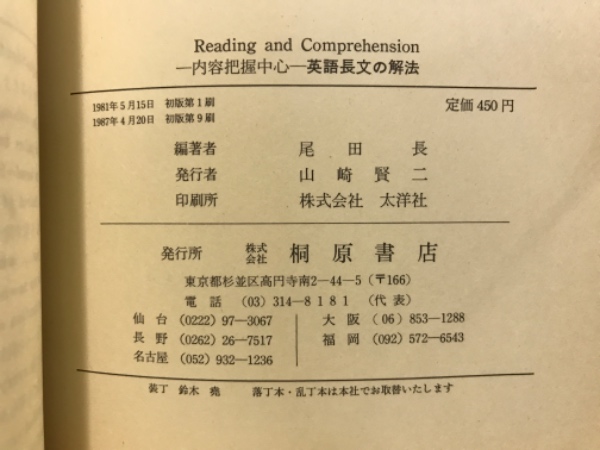 Reading and Comprehension
―内容把握中心―英語長文の解法
1981年5月15日 初版第1刷
1987年4月20日 初版第9刷
定価450円
編著者 尾田 長
発行者 山崎賢二
印刷所 株式会社 太洋社
発行所 株式会社 桐原書店
東京都杉並区高円寺南2―44―5(〒166)
電話 (03) 314―8181 (代表)
仙台 (0222) 97―3067
大阪 (06) 853―1288
長野 (0262) 26―7517
福岡 (092) 572―6543
名古屋 (052) 932―1236
装丁 鈴木 堯 落丁本・乱丁本は本社でお取替いたします